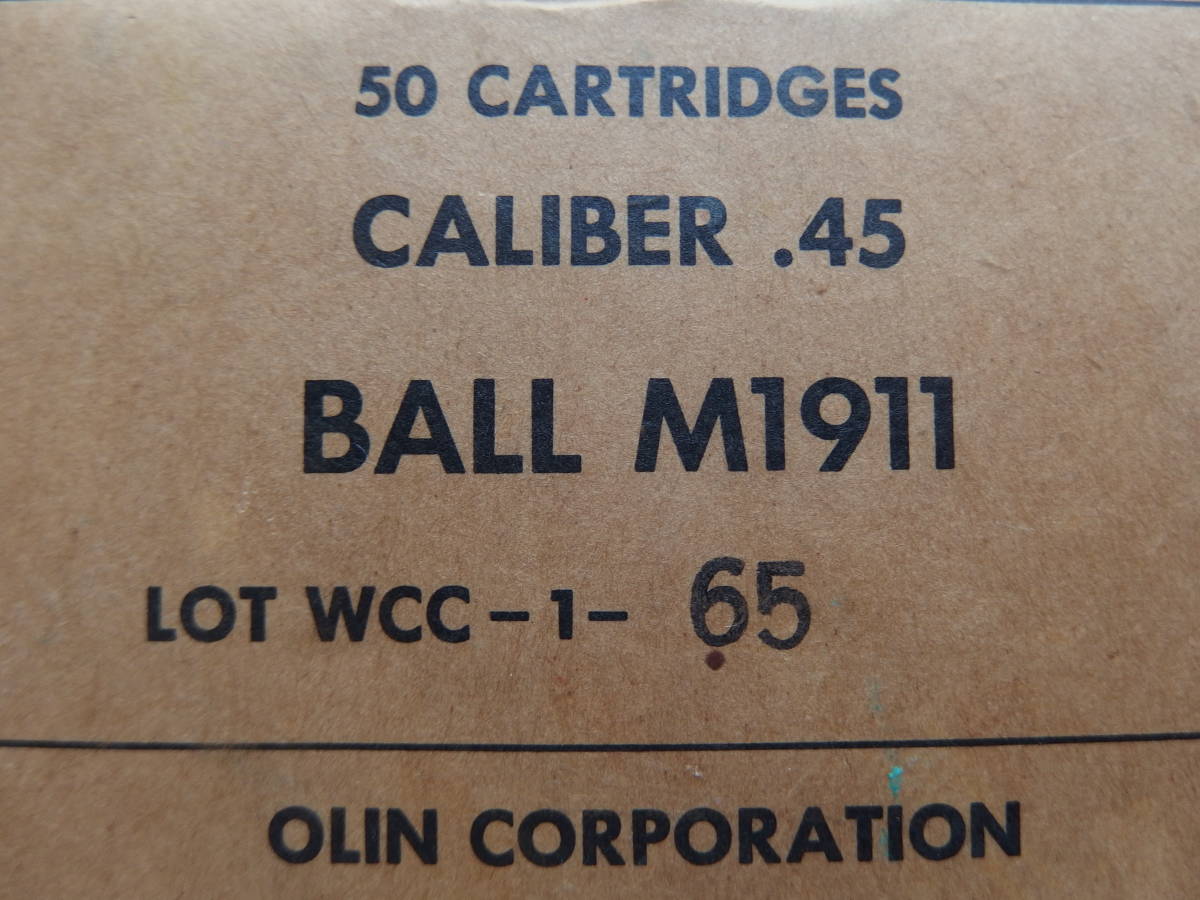 50 CARTRIDGES
CALIBER .45
BALL M1911
LOT WCC-1- 65
OLIN CORPORATION